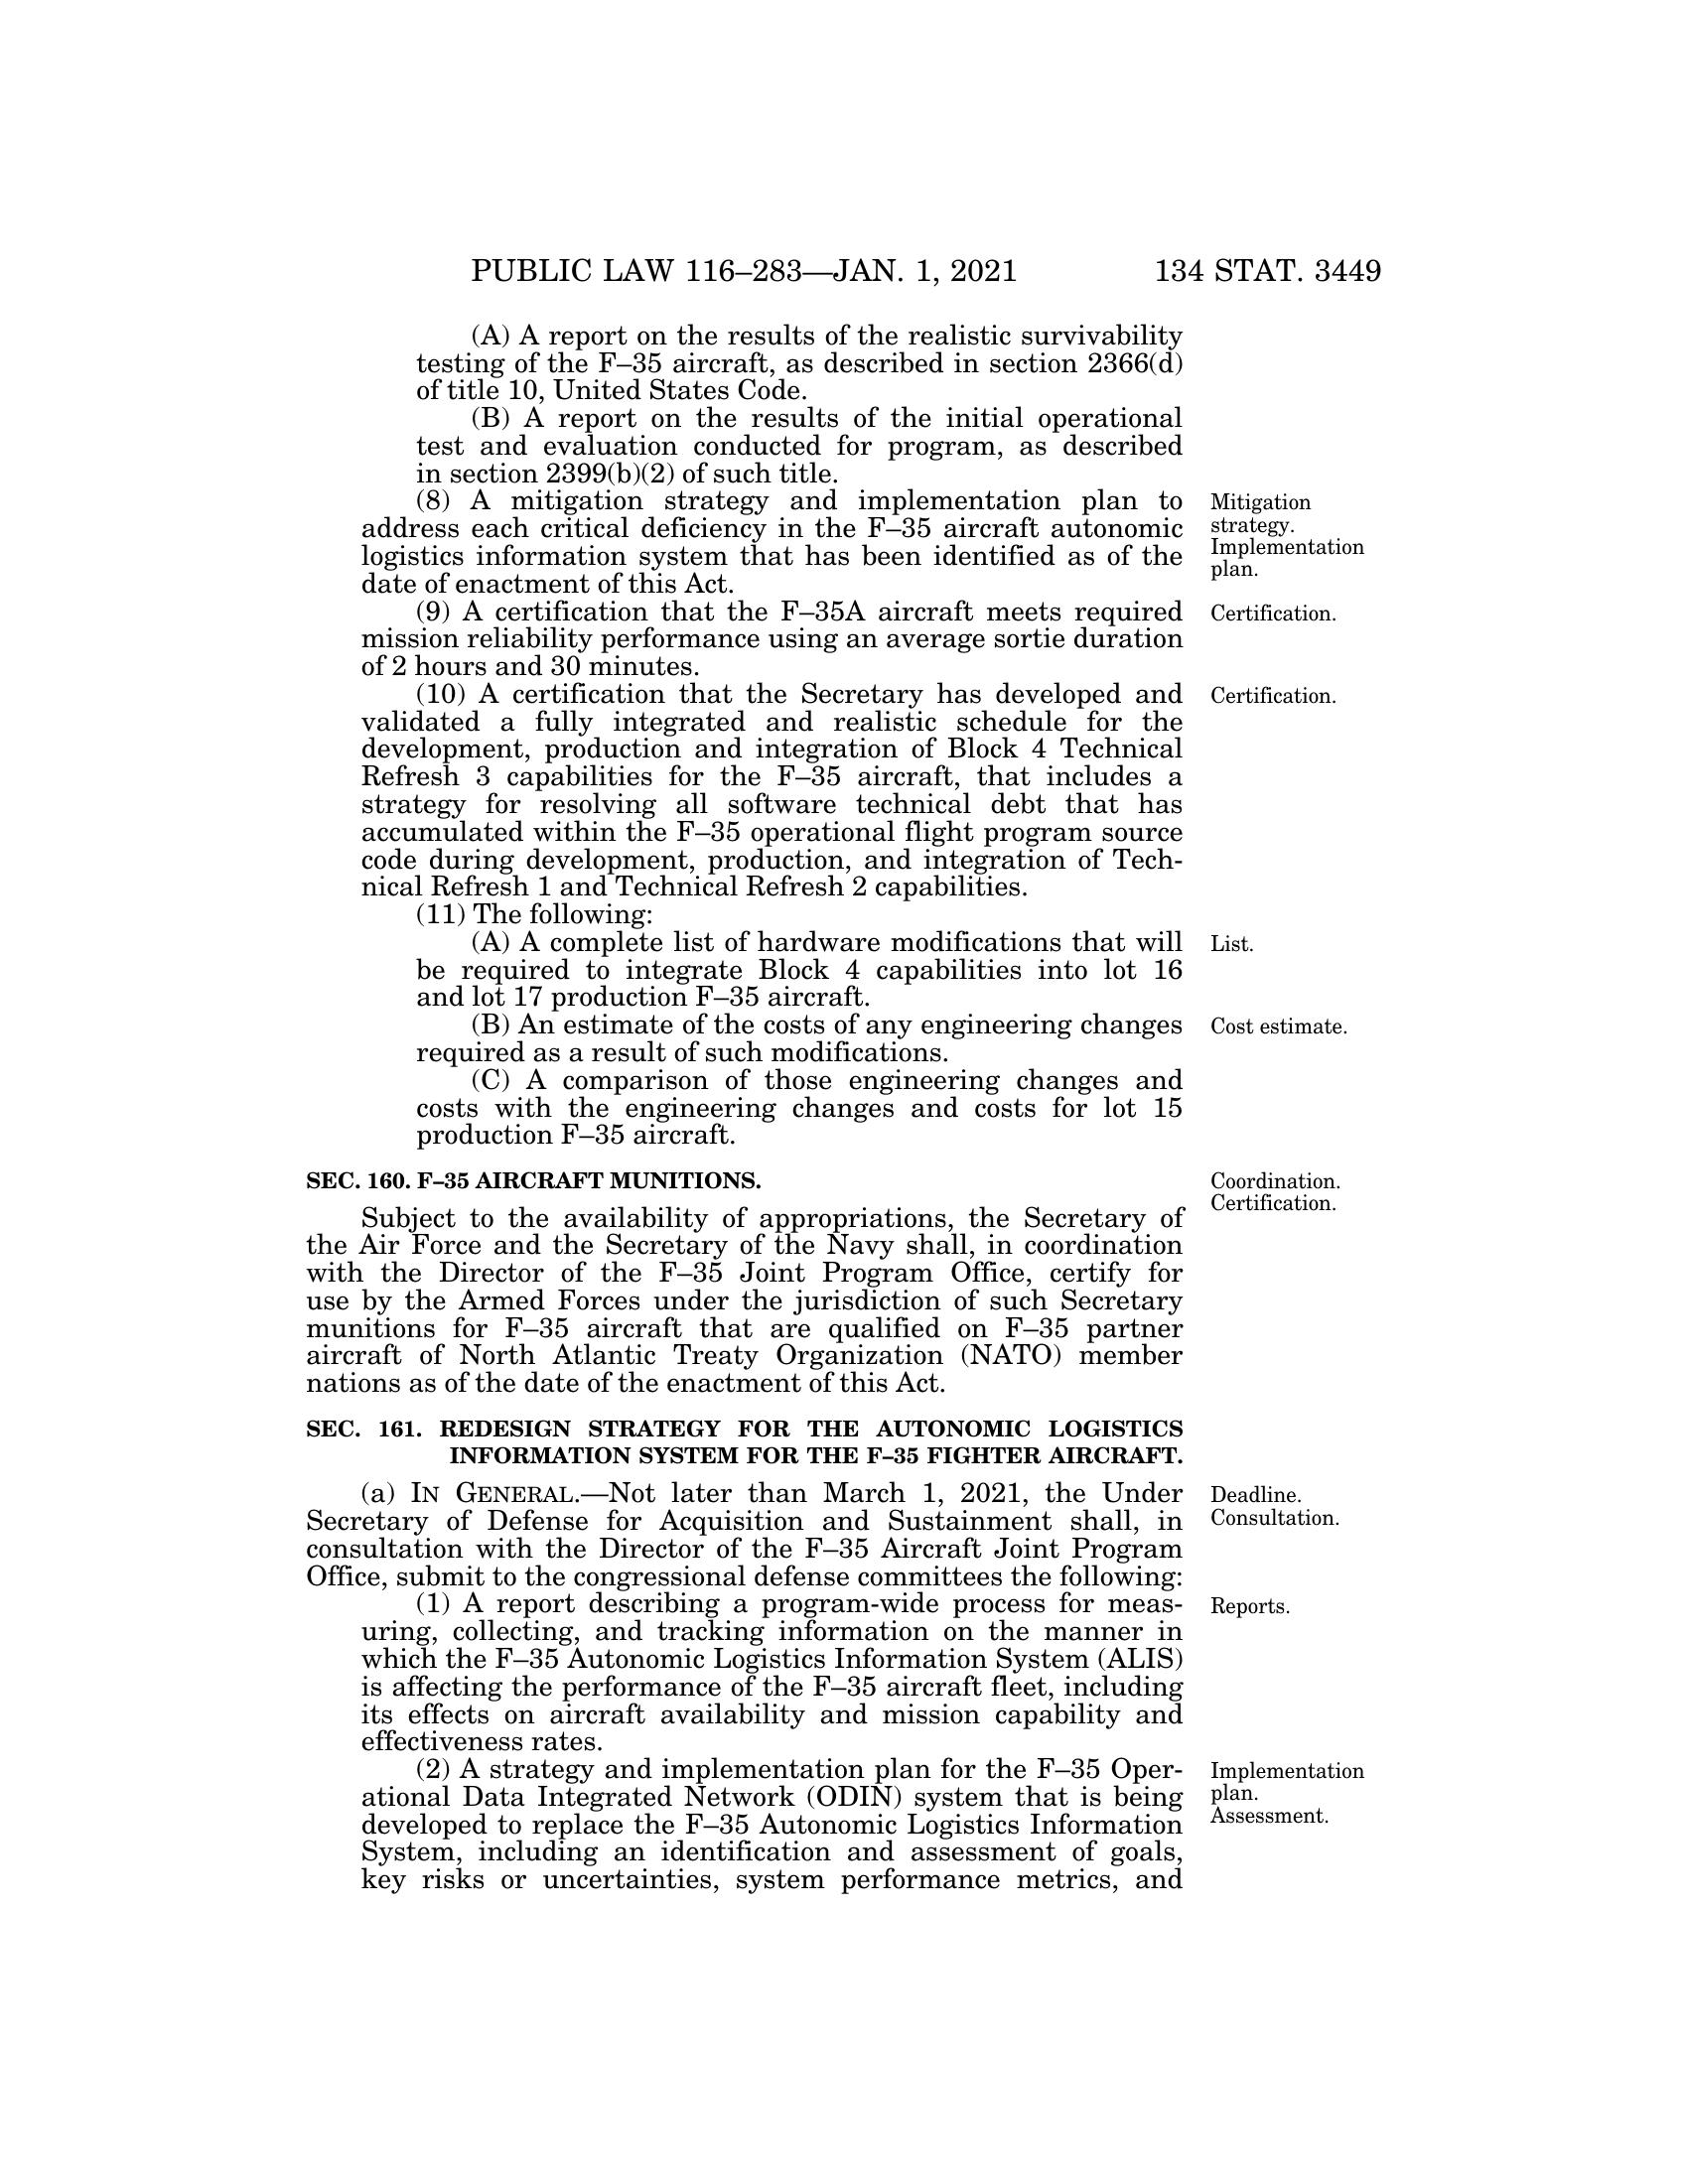 PUBLIC LAW 116–283—JAN. 1, 2021 134 STAT. 3449
(A) A report on the results of the realistic survivability
testing of the F–35 aircraft, as described in section 2366(d)
of title 10, United States Code.
(B) A report on the results of the initial operational
test and evaluation conducted for program, as described
in section 2399(b)(2) of such title.
(8) A mitigation strategy and implementation plan to
address each critical deficiency in the F–35 aircraft autonomic
logistics information system that has been identified as of the
date of enactment of this Act.
Mitigation
strategy.
Implementation
plan.
(9) A certification that the F–35A aircraft meets required
mission reliability performance using an average sortie duration
of 2 hours and 30 minutes.
Certification.
(10) A certification that the Secretary has developed and
validated a fully integrated and realistic schedule for the
development, production and integration of Block 4 Technical
Refresh 3 capabilities for the F–35 aircraft, that includes a
strategy for resolving all software technical debt that has
accumulated within the F–35 operational flight program source
code during development, production, and integration of Tech-
nical Refresh 1 and Technical Refresh 2 capabilities.
Certification.
(11) The following:
(A) A complete list of hardware modifications that will
be required to integrate Block 4 capabilities into lot 16
and lot 17 production F–35 aircraft.
List.
(B) An estimate of the costs of any engineering changes
required as a result of such modifications.
Cost estimate.
(C) A comparison of those engineering changes and
costs with the engineering changes and costs for lot 15
production F–35 aircraft.
SEC. 160. F–35 AIRCRAFT MUNITIONS.
Coordination.
Certification.
Subject to the availability of appropriations, the Secretary of
the Air Force and the Secretary of the Navy shall, in coordination
with the Director of the F–35 Joint Program Office, certify for
use by the Armed Forces under the jurisdiction of such Secretary
munitions for F–35 aircraft that are qualified on F–35 partner
aircraft of North Atlantic Treaty Organization (NATO) member
nations as of the date of the enactment of this Act.
SEC. 161. REDESIGN STRATEGY FOR THE AUTONOMIC LOGISTICS
INFORMATION SYSTEM FOR THE F–35 FIGHTER AIRCRAFT.
(a) IN GENERAL.—Not later than March 1, 2021, the Under
Secretary of Defense for Acquisition and Sustainment shall, in
consultation with the Director of the F–35 Aircraft Joint Program
Office, submit to the congressional defense committees the following:
Deadline.
Consultation.
(1) A report describing a program-wide process for meas-
uring, collecting, and tracking information on the manner in
which the F–35 Autonomic Logistics Information System (ALIS)
is affecting the performance of the F–35 aircraft fleet, including
its effects on aircraft availability and mission capability and
effectiveness rates.
Reports.
(2) A strategy and implementation plan for the F–35 Oper-
ational Data Integrated Network (ODIN) system that is being
developed to replace the F–35 Autonomic Logistics Information
System, including an identification and assessment of goals,
key risks or uncertainties, system performance metrics, and
Implementation
plan.
Assessment.